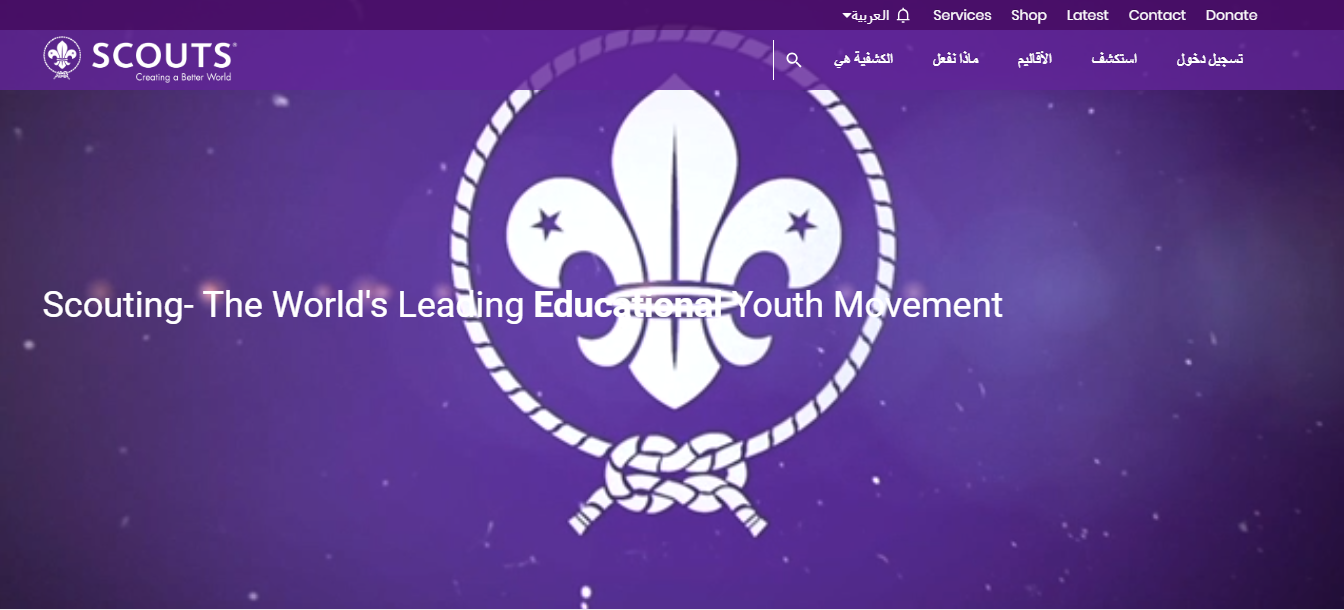 العربية Services Shop Latest Contact Donate
SCOUTS®
Creating a Better World
الكشفية هي ماذا نفعل الأقاليم استكشف تسجيل دخول
Scouting- The World's Leading Educational Youth Movement